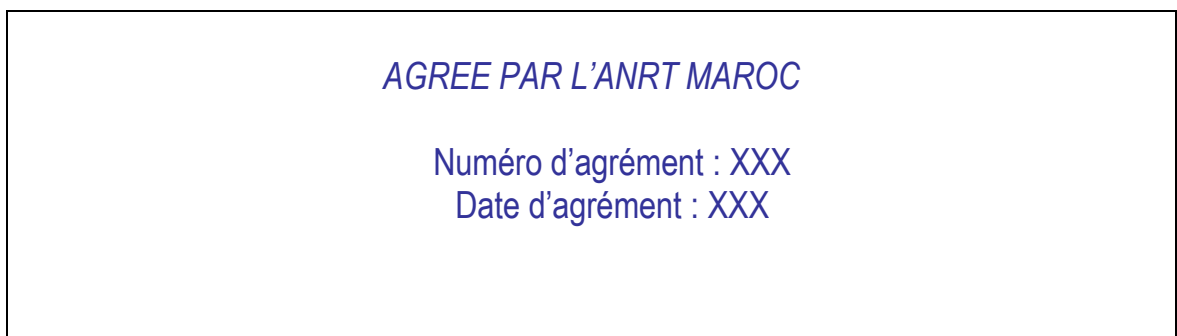 AGREE PAR L’ANRT MAROC
Numéro d’agrément : XXX
Date d’agrément : XXX